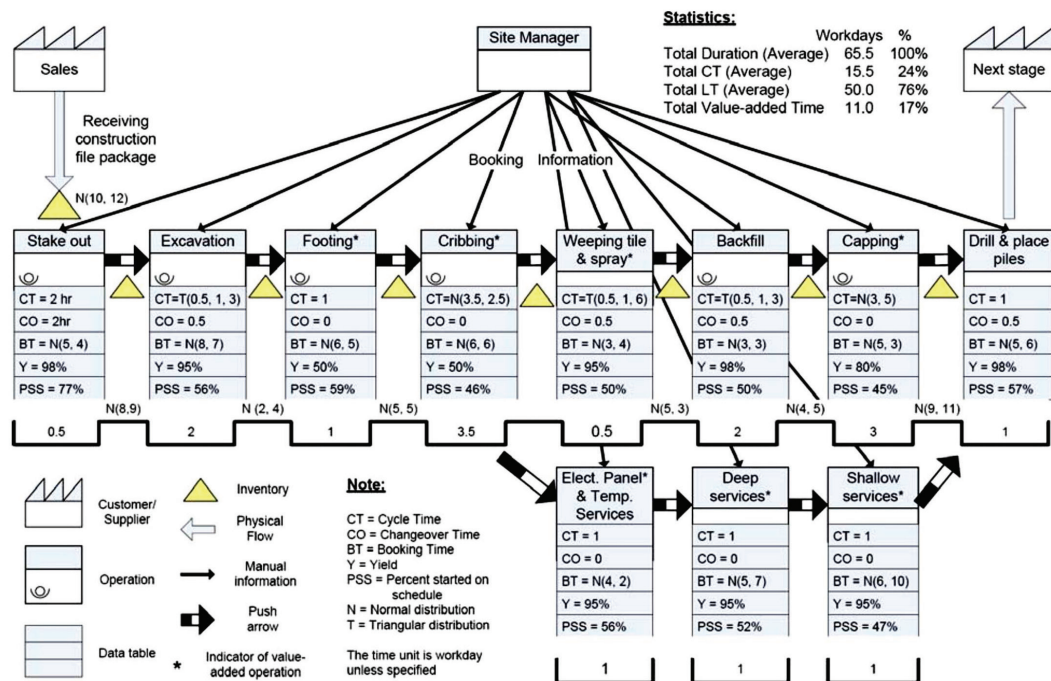 Sales
Receiving
construction
file package
N(10, 12)
Site Manager
Booking Information
Statistics:
Workdays %
Total Duration (Average) 65.5 100%
Total CT (Average) 15.5 24%
Total LT (Average) 50.0 76%
Total Value-added Time 11.0 17%
Next stage
Stake out
CT = 2 hr
CO = 2hr
BT = N(5, 4)
Y = 98%
PSS = 77%
Excavation
CT=T(0.5, 1, 3)
CO = 0.5
BT = N(8, 7)
Y = 95%
PSS = 56%
Footing*
CT = 1
CO = 0
BT = N(6, 5)
Y = 50%
PSS = 59%
Cribbing*
CT=N(3.5, 2.5)
CO = 0
BT = N(6, 6)
Y = 50%
PSS = 46%
Weeping tile
& spray*
CT=T(0.5, 1, 6)
CO = 0.5
BT = N(3, 4)
Y = 95%
PSS = 50%
Backfill
CT=T(0.5, 1, 3)
CO = 0.5
BT = N(3, 3)
Y = 98%
PSS = 50%
Capping*
CT=N(3, 5)
CO = 0
BT = N(5, 3)
Y = 80%
PSS = 45%
Drill & place
piles
CT = 1
CO = 0.5
BT = N(5, 6)
Y = 98%
PSS = 57%
N(8,9) N (2, 4) N(5, 5) N(5, 3) N(4, 5) N(9, 11)
0.5 2 1 3.5 0.5 2 3 1
Elect. Panel*
& Temp.
Services
CT = 1
CO = 0
BT = N(4, 2)
Y = 95%
PSS = 56%
1
Deep
services*
CT = 1
CO = 0
BT = N(5, 7)
Y = 95%
PSS = 52%
1
Shallow
services*
CT = 1
CO = 0
BT = N(6, 10)
Y = 95%
PSS = 47%
1
Customer/
Supplier
Operation
Data table
Inventory
Physical
Flow
Manual
information
Push
arrow
* Indicator of value-
added operation
Note:
CT = Cycle Time
CO = Changeover Time
BT = Booking Time
Y = Yield
PSS = Percent started on
schedule
N = Normal distribution
T = Triangular distribution
The time unit is workday
unless specified